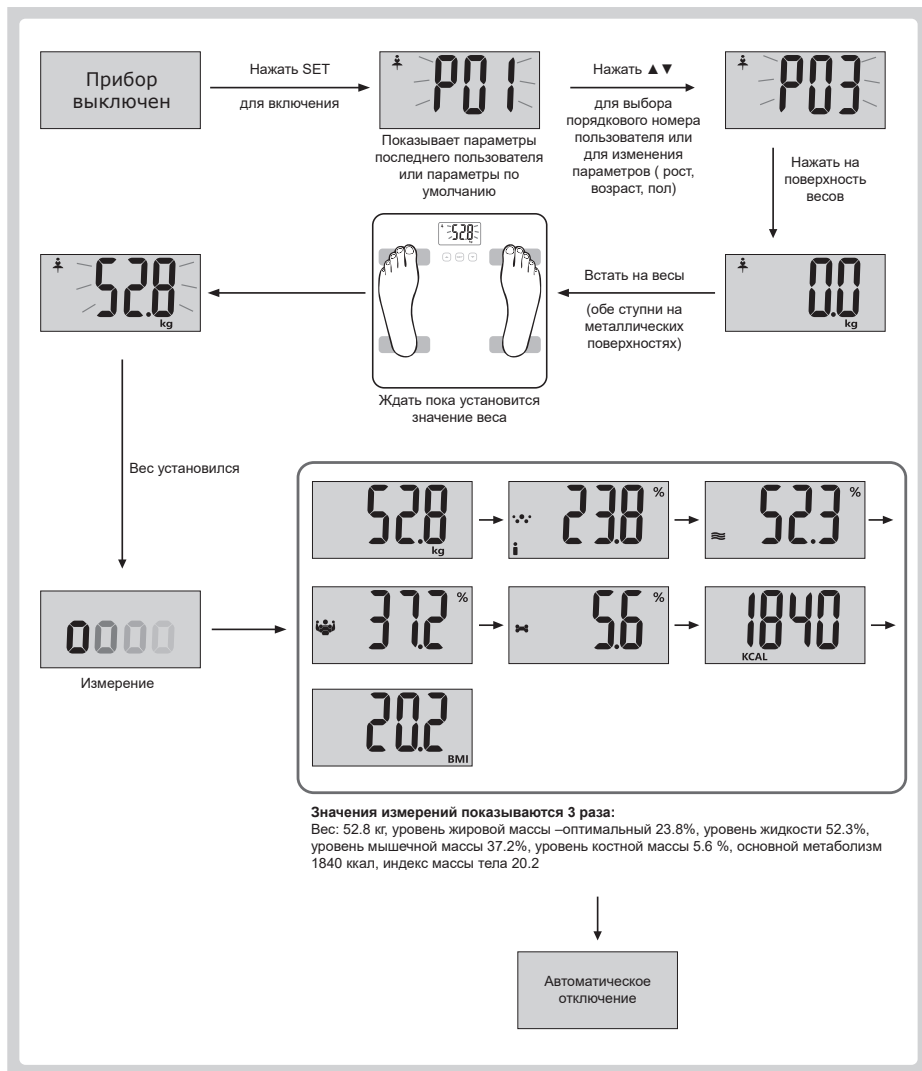 Прибор
выключен
Нажать SET
для включения
P01
Показывает параметры
последнего пользователя
или параметры по
умолчанию
Нажать ▲▼
для выбора
порядкового номера
пользователя или
для изменения
параметров ( рост,
возраст, пол)
P03
Нажать на
поверхность
весов
0.0
kg
Встать на весы
(обе ступни на
металлических
поверхностях)
52.8
kg
Ждать пока установится
значение веса
52.8
kg
Вес установился
0000
Измерение
52.8
kg
23.8 %
52.3 %
37.2 %
5.6 %
1840
KCAL
20.2
BMI
Значения измерений показываются 3 раза:
Вес: 52.8 кг, уровень жировой массы –оптимальный 23.8%, уровень жидкости 52.3%,
уровень мышечной массы 37.2%, уровень костной массы 5.6 %, основной метаболизм
1840 ккал, индекс массы тела 20.2
Автоматическое
отключение